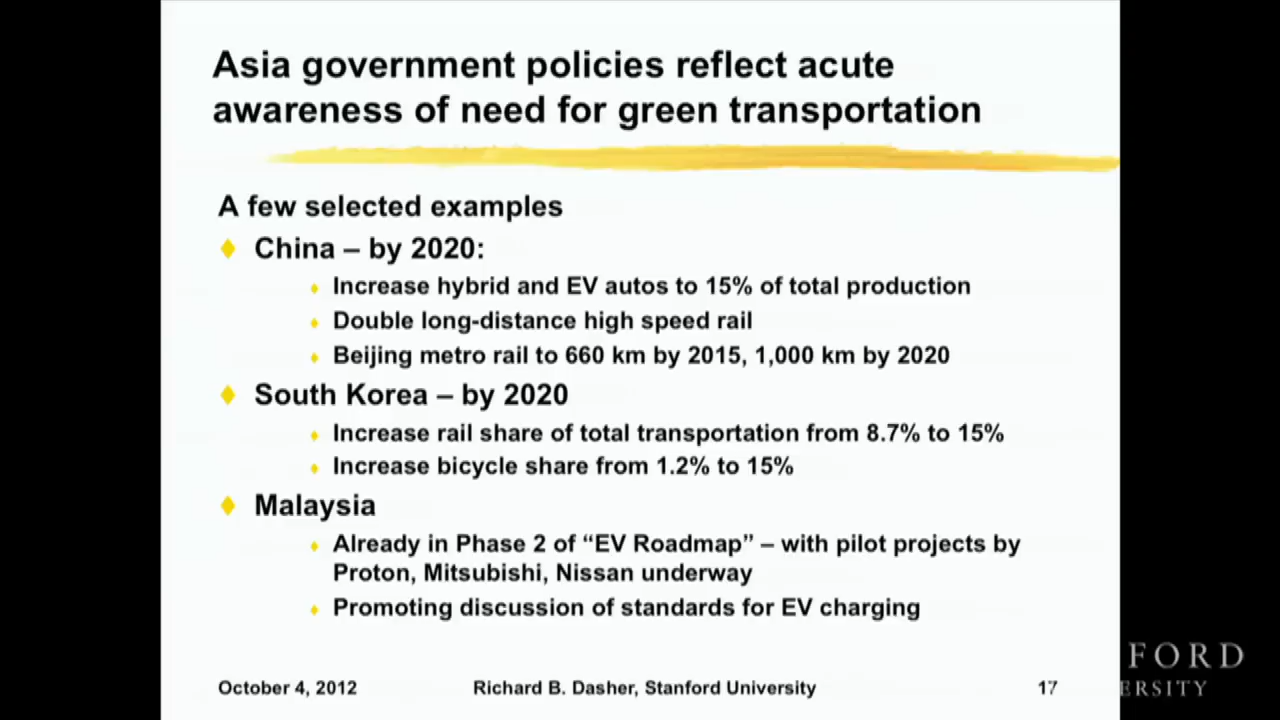 Asia government policies reflect acute
awareness of need for green transportation
A few selected examples
China – by 2020:
Increase hybrid and EV autos to 15% of total production
Double long-distance high speed rail
Beijing metro rail to 660 km by 2015, 1,000 km by 2020
South Korea – by 2020
Increase rail share of total transportation from 8.7% to 15%
Increase bicycle share from 1.2% to 15%
Malaysia
Already in Phase 2 of “EV Roadmap” – with pilot projects by
Proton, Mitsubishi, Nissan underway
Promoting discussion of standards for EV charging
October 4, 2012 Richard B. Dasher, Stanford University 17
FORD
ERSITY